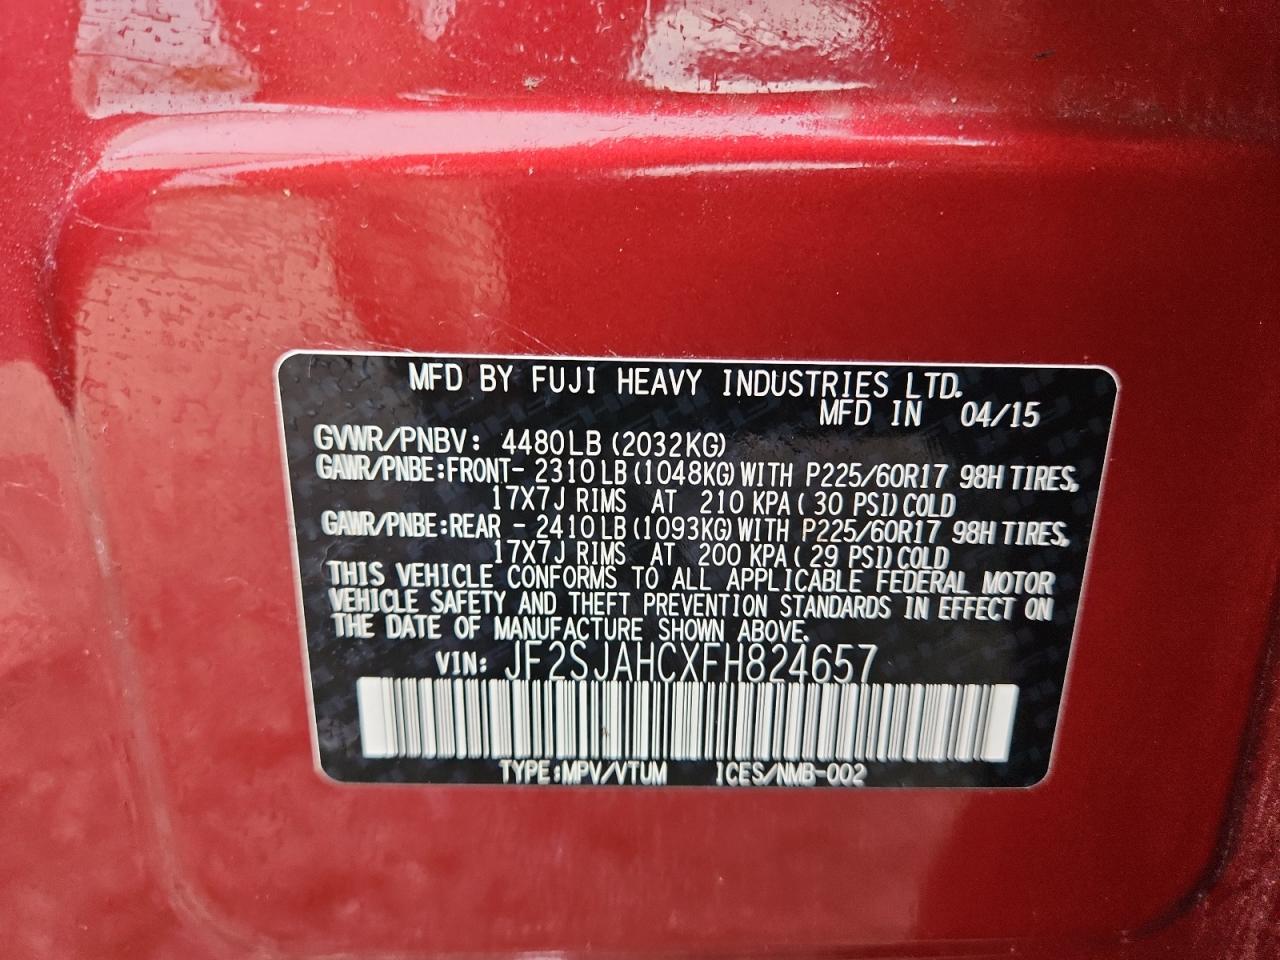 MFD BY FUJI HEAVY INDUSTRIES LTD.
MFD IN 04/15
GVWR/PNBV: 4480LB (2032KG)
GAWR/PNBE:FRONT- 2310LB (1048KG) WITH P225/60R17 98H TIRES,
17X7J RIMS AT 210 KPA ( 30 PSI) COLD
GAWR/PNBE:REAR - 2410LB (1093KG) WITH P225/60R17 98H TIRES,
17X7J RIMS AT 200 KPA ( 29 PSI) COLD
THIS VEHICLE CONFORMS TO ALL APPLICABLE FEDERAL MOTOR
VEHICLE SAFETY AND THEFT PREVENTION STANDARDS IN EFFECT ON
THE DATE OF MANUFACTURE SHOWN ABOVE.
VIN: JF2SJAHCXFH824657
TYPE:MPV/VTUM ICES/NMB-002